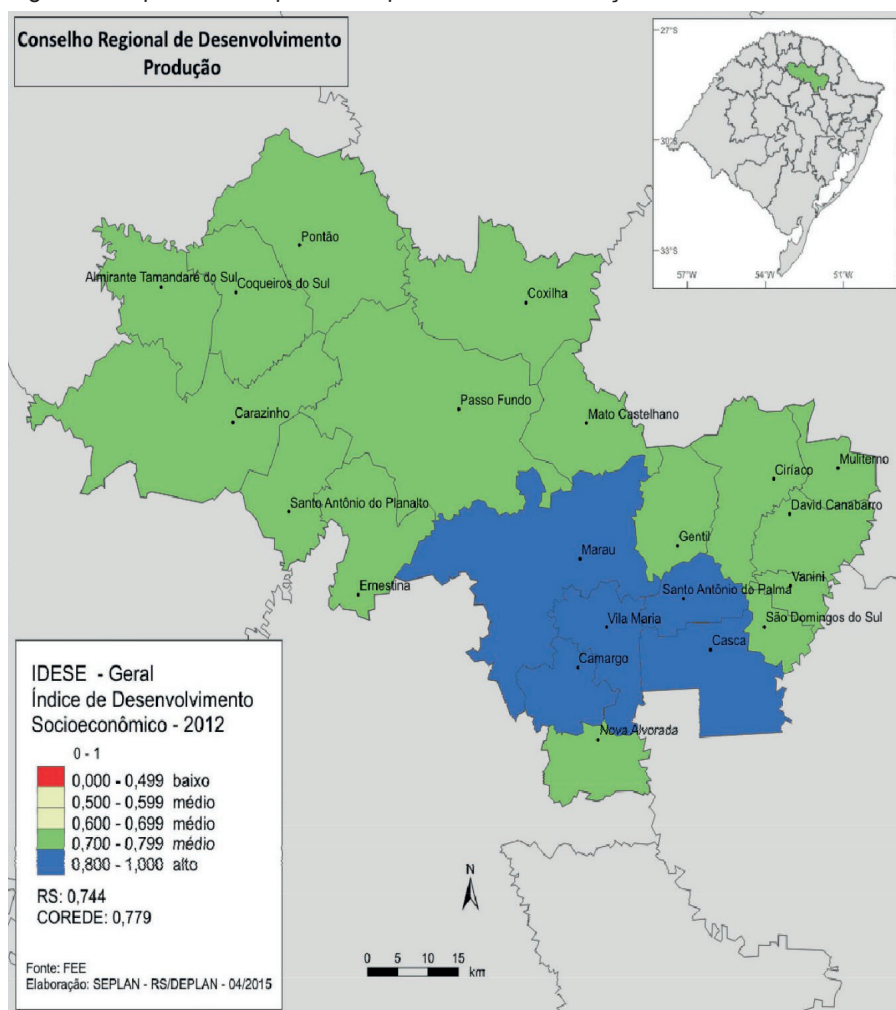 Conselho Regional de Desenvolvimento
Produção
27°S
30°S
33°S
57°W
54°W
51°W
Pontão
Almirante Tamandaré do Sul
Coqueiros do Sul
Coxilha
Carazinho
Passo Fundo
Mato Castelhano
Muliterno
Ciríaco
Santo Antônio do Planalto
David Canabarro
Gentil
Marau
Ernestina
Vanini
Santo Antônio do Palma
São Domingos do Sul
Vila Maria
Casca
Camargo
Nova Alvorada
IDESE - Geral
Índice de Desenvolvimento
Socioeconômico - 2012
0 - 1
0,000 - 0,499 baixo
0,500 - 0,599 médio
0,600 - 0,699 médio
0,700 - 0,799 médio
0,800 - 1,000 alto
RS: 0,744
COREDE: 0,779
Fonte: FEE
Elaboração: SEPLAN - RS/DEPLAN - 04/2015
N
0 5 10 15
km